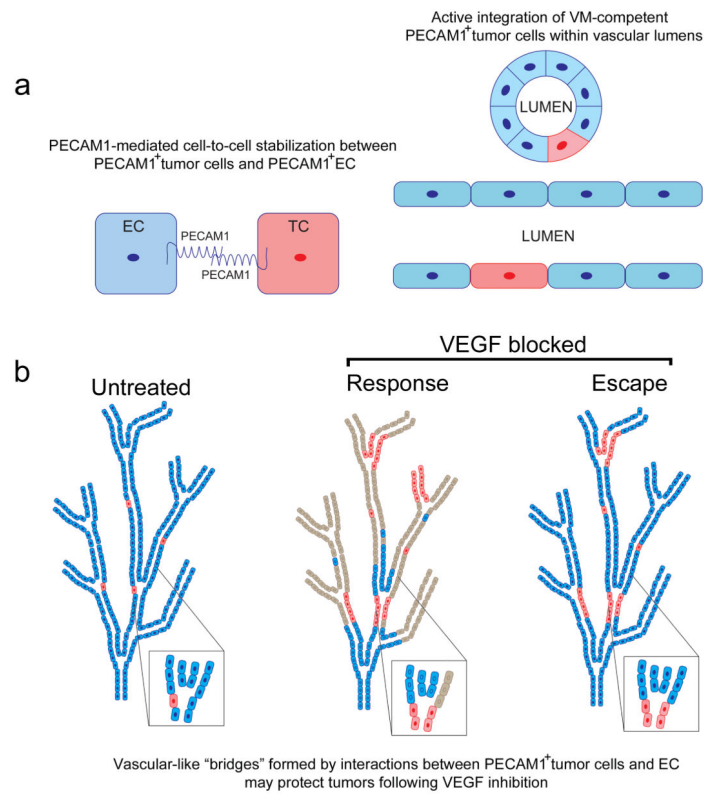 Active integration of VM-competent
PECAM1+ tumor cells within vascular lumens
a
LUMEN
PECAM1-mediated cell-to-cell stabilization between
PECAM1+ tumor cells and PECAM1+ EC
EC
TC
PECAM1
PECAM1
LUMEN
VEGF blocked
b
Untreated
Response
Escape
Vascular-like “bridges” formed by interactions between PECAM1+ tumor cells and EC
may protect tumors following VEGF inhibition